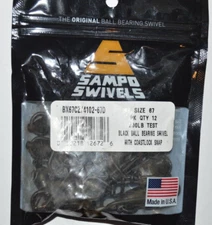 THE ORIGINAL BALL BEARING SWIVEL
SAMPO
SWIVELS
SIZE #7
QTY 12
LB TEST
BLACK BALL BEARING SWIVEL
WITH COASTLOCK SNAP
Made in U.S.A.